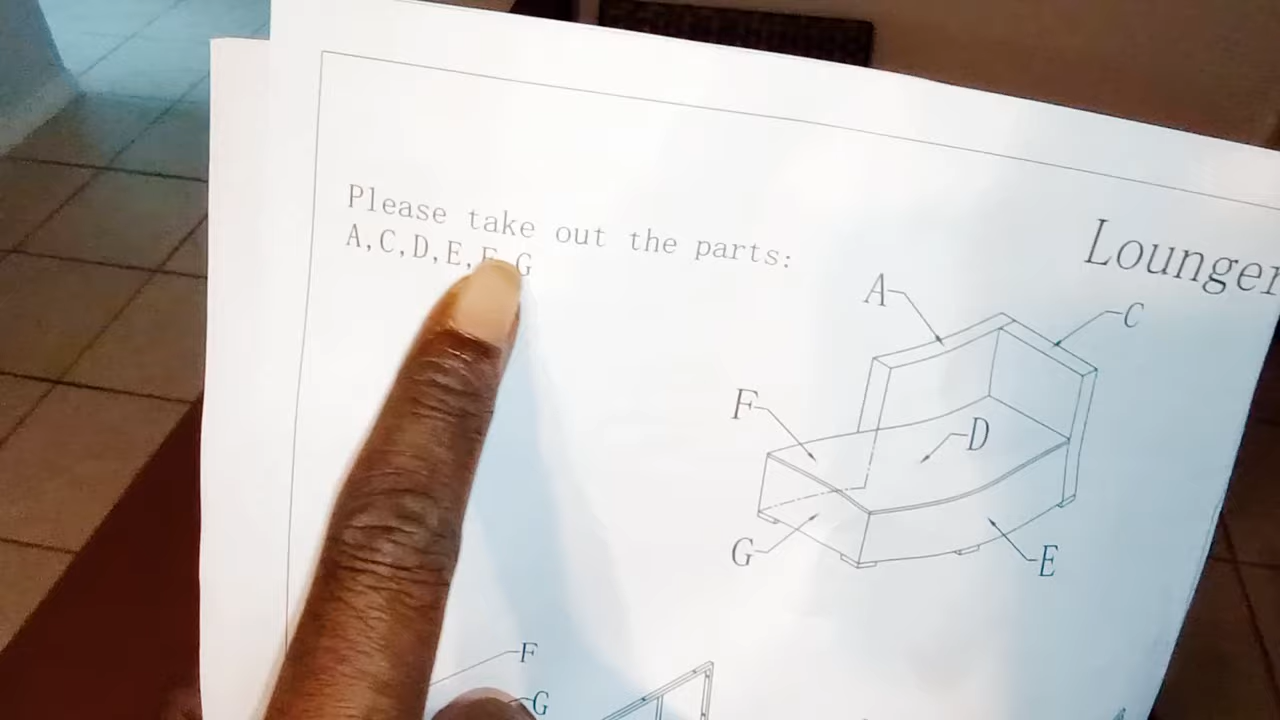 Please take out the parts:
A,C,D,E,F,G
Lounger
A
C
F
D
G
E
F
G